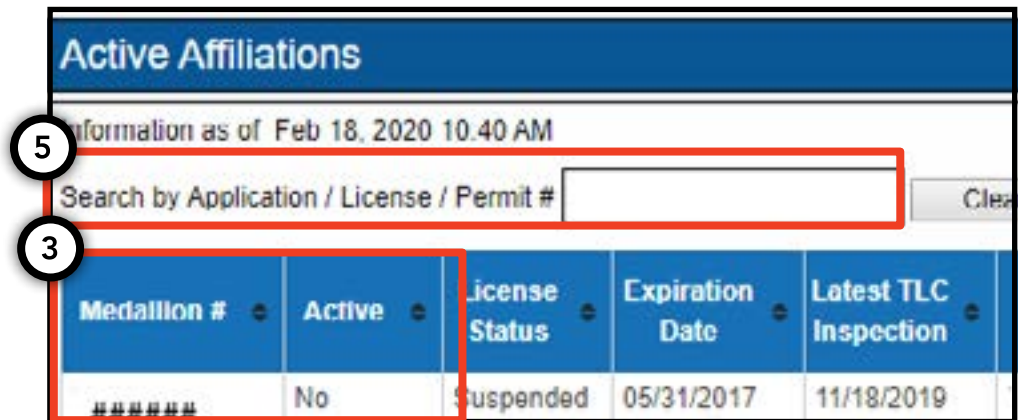 Active Affiliations
Information as of Feb 18, 2020 10.40 AM
5
Search by Application / License / Permit #
3
Medallion # Active License Status Expiration Date Latest TLC Inspection
###### No Suspended 05/31/2017 11/18/2019